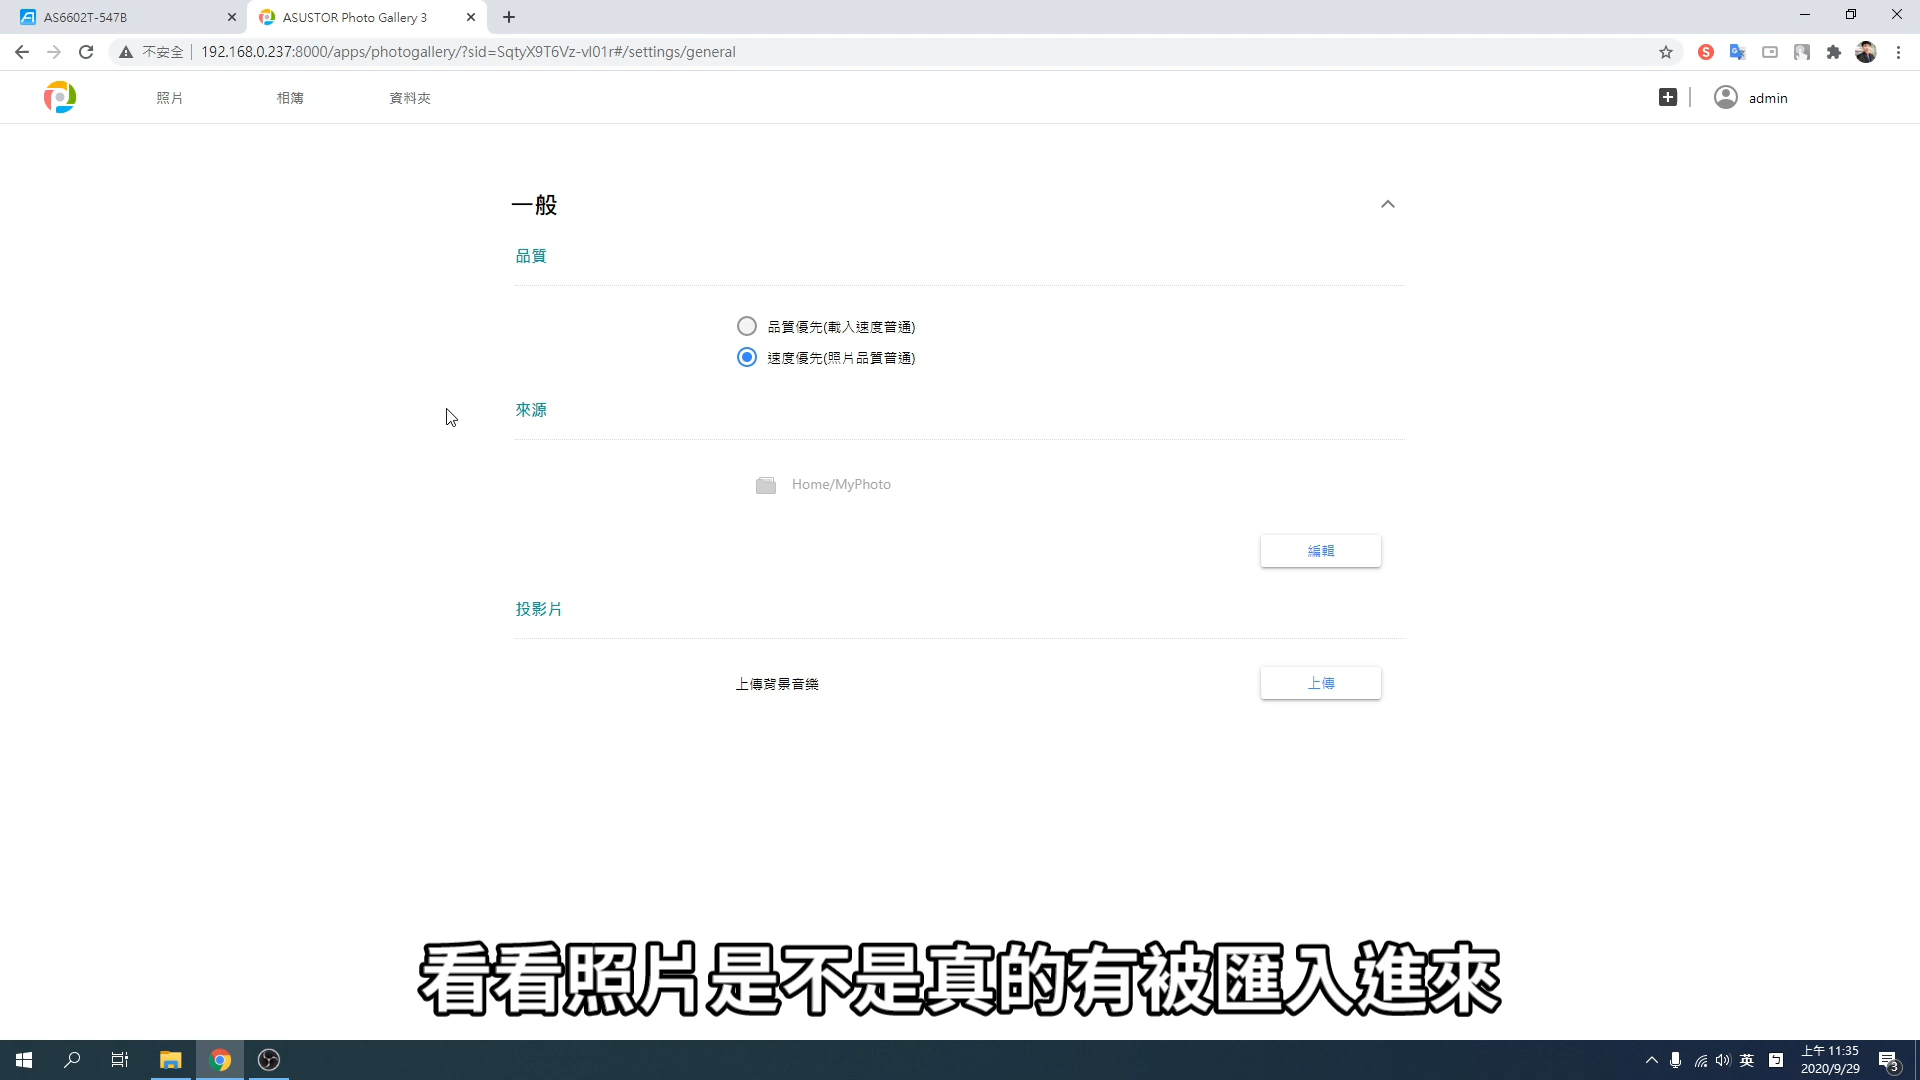 AS6602T-547B
ASUSTOR Photo Gallery 3
不安全
192.168.0.237:8000/apps/photogallery/?sid=SqtyX9T6Vz-vI01r#/settings/general
照片
相簿
資料夾
admin
一般
品質
品質優先(載入速度普通)
速度優先(照片品質普通)
來源
Home/MyPhoto
編輯
投影片
上傳背景音樂
上傳
看看照片是不是真的有被匯入進來
英
ㄅ
上午 11:35
2020/9/29
3